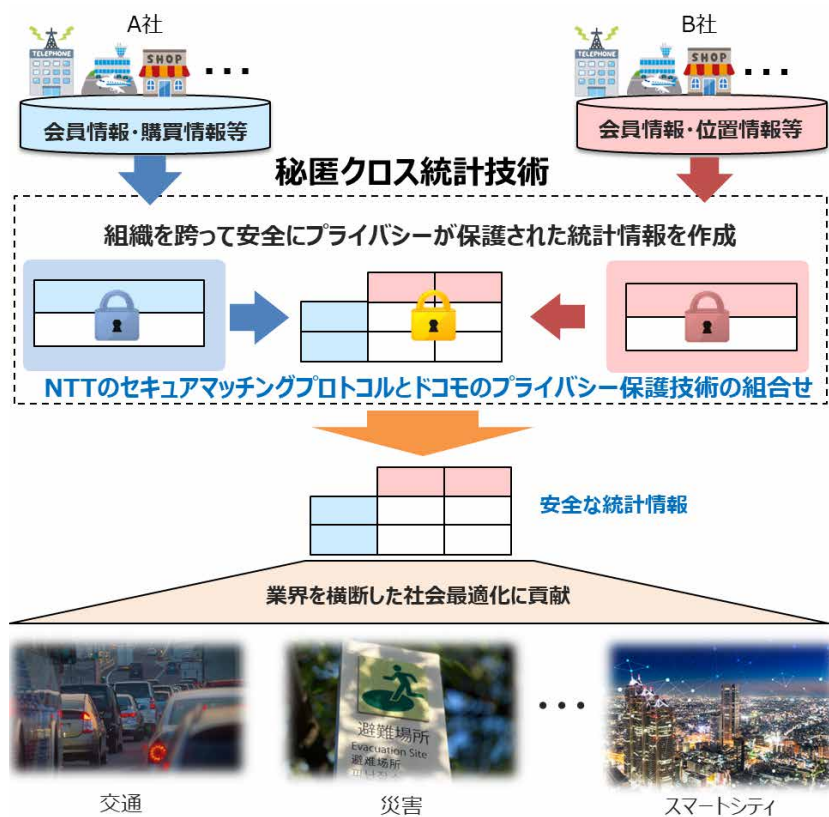 A社
B社
TELEPHONE
SHOP
TELEPHONE
SHOP
会員情報・購買情報等
会員情報・位置情報等
秘匿クロス統計技術
組織を跨って安全にプライバシーが保護された統計情報を作成
NTTのセキュアマッチングプロトコルとドコモのプライバシー保護技術の組合せ
安全な統計情報
業界を横断した社会最適化に貢献
避難場所
Evacuation Site
避难场所
交通
災害
スマートシティ